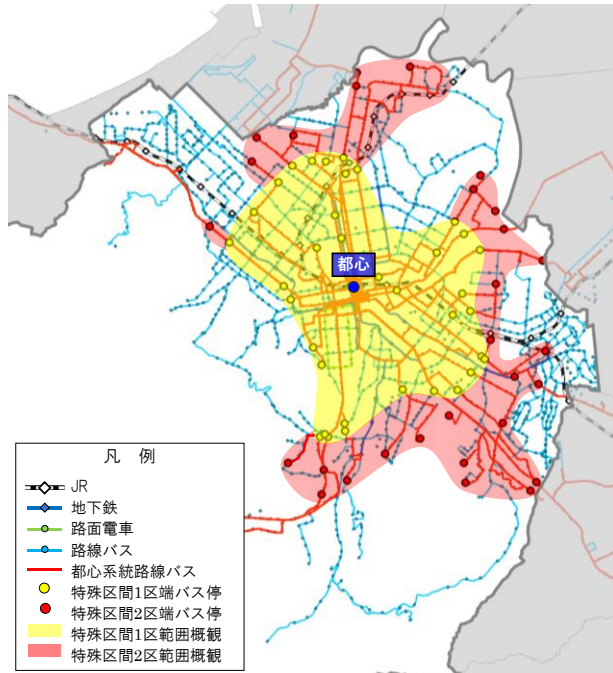 都心
凡 例
JR
地下鉄
路面電車
路線バス
都心系統路線バス
特殊区間1区端バス停
特殊区間2区端バス停
特殊区間1区範囲概観
特殊区間2区範囲概観